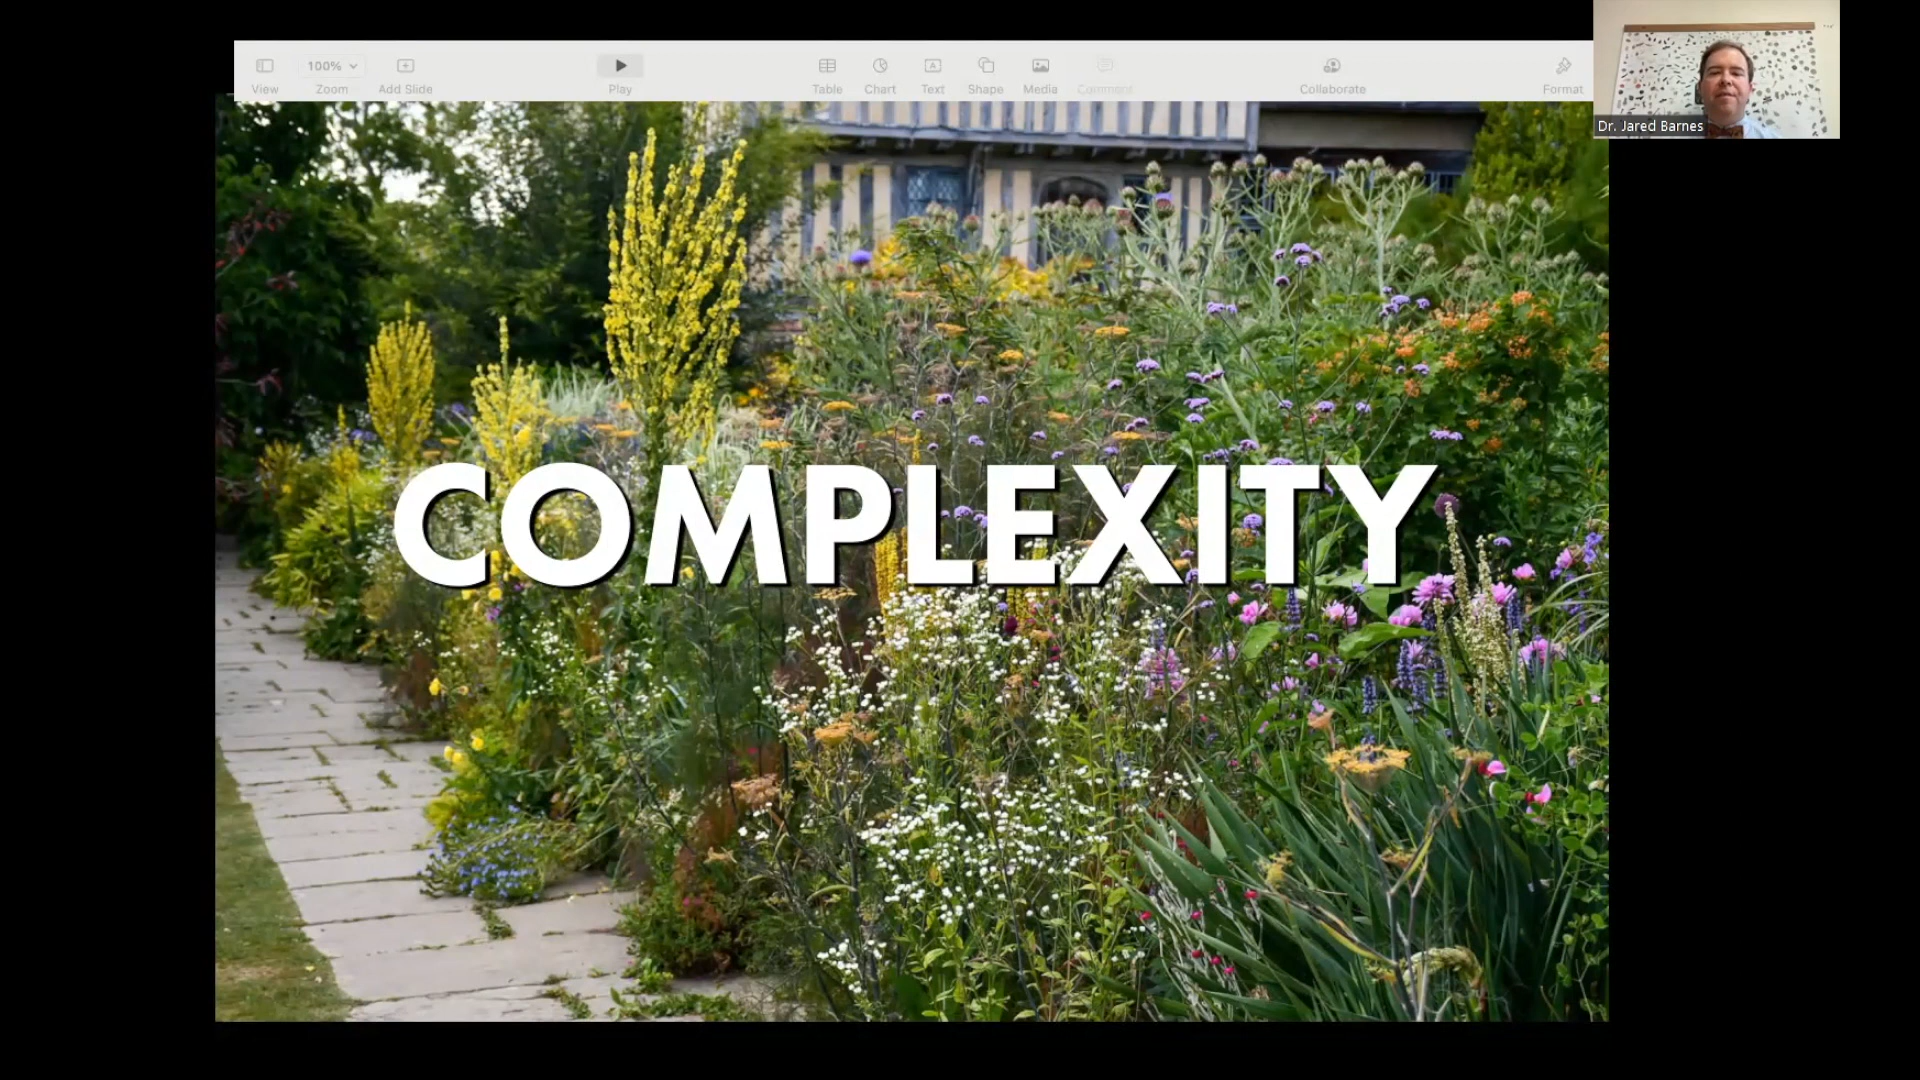 100%
View Zoom Add Slide Play Table Chart Text Shape Media Comment Collaborate Format
Dr. Jared Barnes
COMPLEXITY